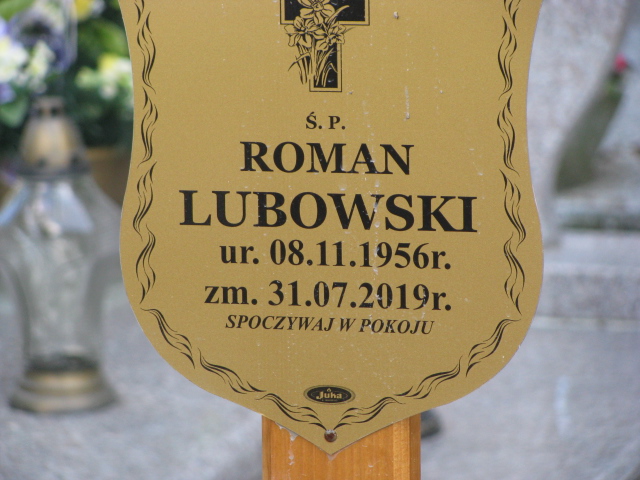 Ś. P.
ROMAN
LUBOWSKI
ur. 08.11.1956r.
zm. 31.07.2019r.
SPOCZYWAJ W POKOJU
Juha